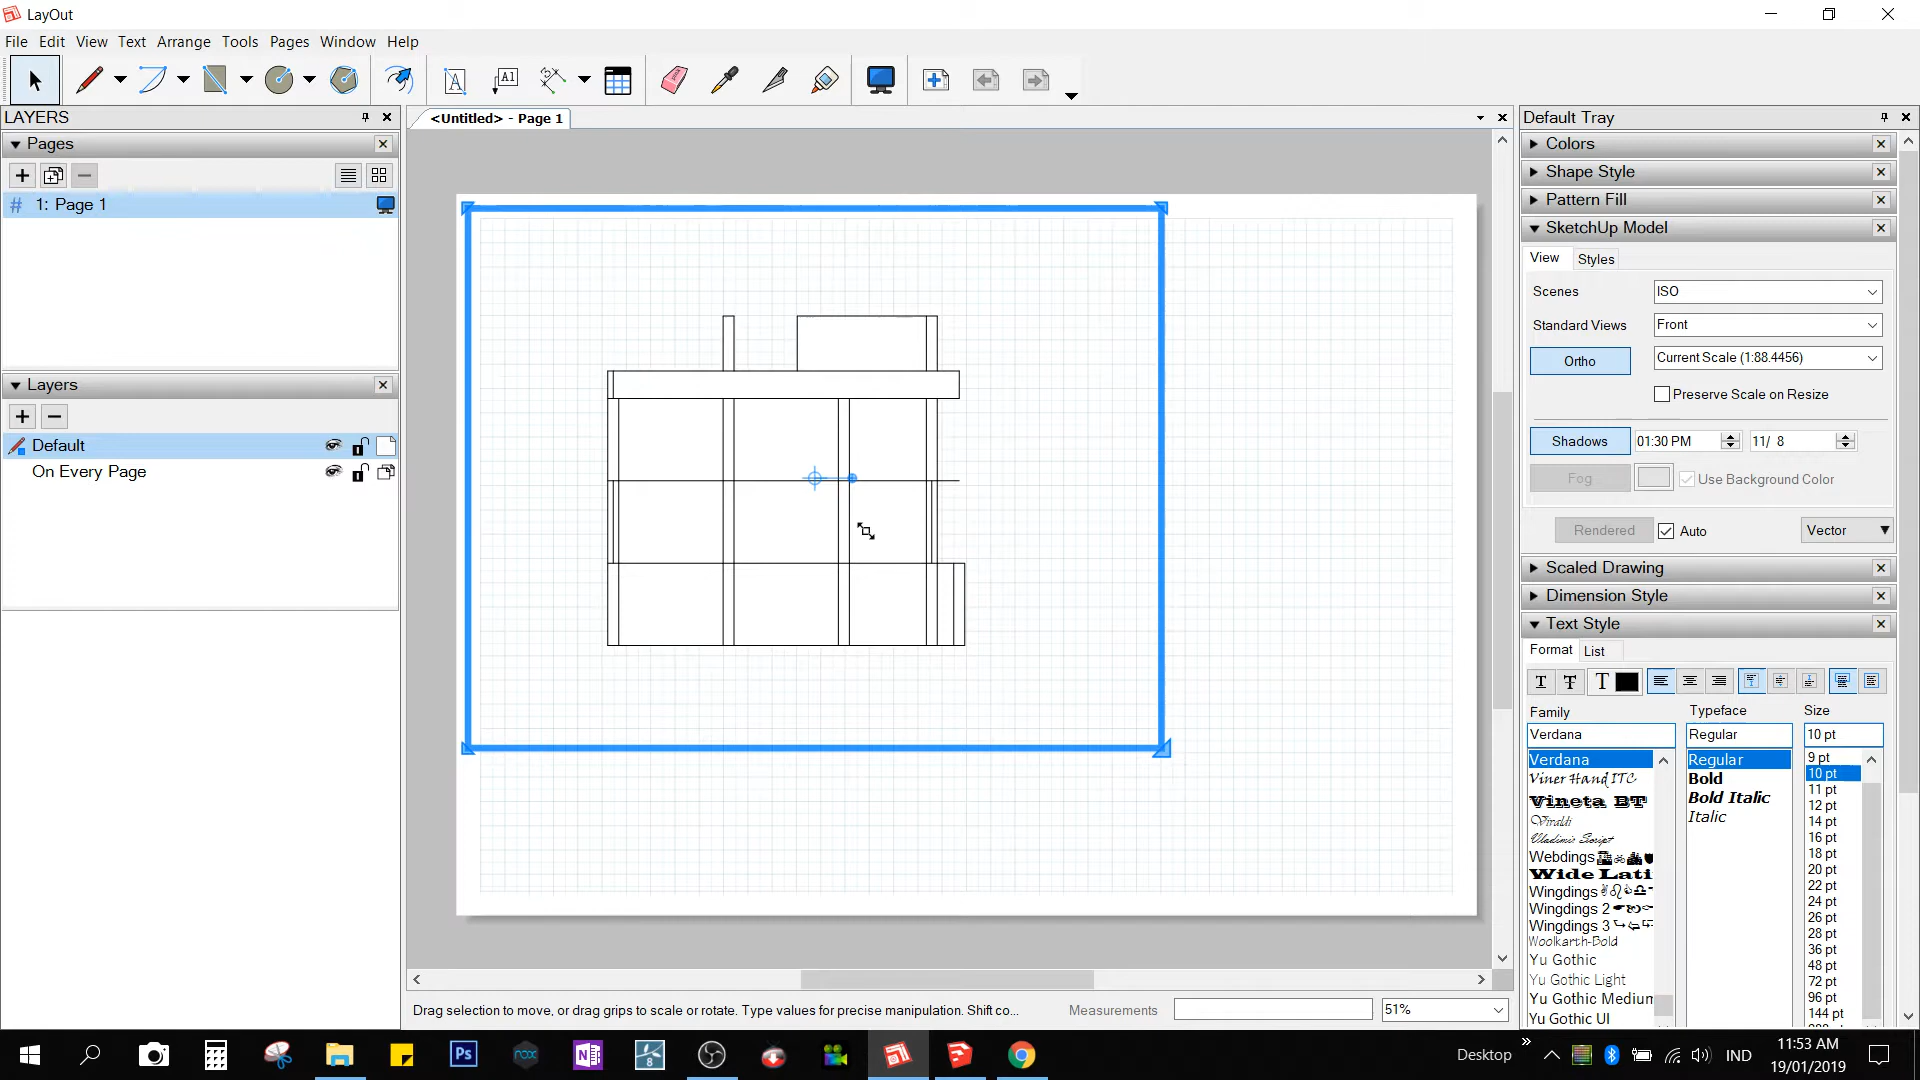 LayOut
File Edit View Text Arrange Tools Pages Window Help
A A1
LAYERS
Pages
# 1: Page 1
Layers
Default
On Every Page
<Untitled> - Page 1
Default Tray
Colors
Shape Style
Pattern Fill
SketchUp Model
View Styles
Scenes ISO
Standard Views Front
Ortho Current Scale (1:88.4456)
Preserve Scale on Resize
Shadows 01:30 PM 11/ 8
Fog Use Background Color
Rendered Auto Vector
Scaled Drawing
Dimension Style
Text Style
Format List
T T T
Family Typeface Size
Verdana Regular 10 pt
Verdana Regular 9 pt
Viner Hand ITC Bold 10 pt
Vineta BT Bold Italic 11 pt
Vivaldi Italic 12 pt
Vladimir Script 14 pt
Webdings 16 pt
Wide Lati 18 pt
Wingdings 20 pt
Wingdings 2 22 pt
Wingdings 3 24 pt
Woolkarth-Bold 26 pt
Yu Gothic 28 pt
Yu Gothic Light 36 pt
Yu Gothic Medium 48 pt
Yu Gothic UI 72 pt
96 pt
144 pt
Drag selection to move, or drag grips to scale or rotate. Type values for precise manipulation. Shift co... Measurements 51%
Ps nox N 8
Desktop » IND 11:53 AM
19/01/2019